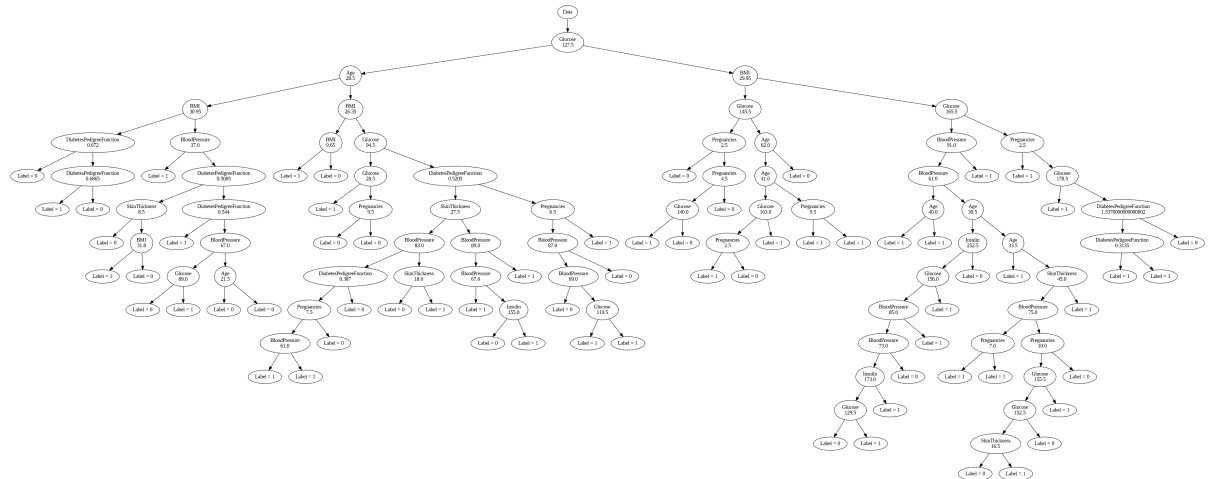 Data
Glucose
127.5
Age
28.5
BMI
29.95
BMI
30.95
BMI
26.35
Glucose
145.5
Glucose
165.5
DiabetesPedigreeFunction
0.672
BloodPressure
37.0
BMI
9.65
Glucose
94.5
Pregnancies
2.5
Age
62.0
BloodPressure
91.0
Pregnancies
2.5
Label = 0
DiabetesPedigreeFunction
0.6865
Label = 1
DiabetesPedigreeFunction
0.5005
Label = 1
Label = 0
Glucose
28.5
DiabetesPedigreeFunction
0.5205
Label = 0
Pregnancies
4.5
Age
41.0
Label = 0
BloodPressure
61.0
Label = 1
Label = 1
Glucose
178.5
Label = 1
Label = 0
SkinThickness
8.5
DiabetesPedigreeFunction
0.544
Label = 1
Pregnancies
9.5
SkinThickness
27.5
Pregnancies
6.5
Glucose
140.0
Label = 0
Glucose
163.0
Pregnancies
9.5
Age
40.0
Age
30.5
Label = 1
DiabetesPedigreeFunction
1.3370000000000002
Label = 0
BMI
31.8
Label = 1
BloodPressure
67.0
Label = 0
Label = 0
BloodPressure
83.0
BloodPressure
89.0
BloodPressure
87.0
Label = 1
Label = 1
Label = 0
Pregnancies
2.5
Label = 1
Label = 1
Label = 1
Label = 1
Label = 1
Insulin
252.5
Age
33.5
DiabetesPedigreeFunction
0.3135
Label = 0
Label = 1
Label = 0
Glucose
89.0
Age
21.5
DiabetesPedigreeFunction
0.387
SkinThickness
18.0
BloodPressure
67.0
Label = 1
BloodPressure
69.0
Label = 0
Label = 1
Label = 0
Glucose
156.0
Label = 0
Label = 1
SkinThickness
45.0
Label = 1
Label = 1
Label = 0
Label = 1
Label = 0
Label = 0
Pregnancies
7.5
Label = 0
Label = 0
Label = 1
Label = 1
Insulin
155.0
Label = 0
Glucose
119.5
BloodPressure
85.0
Label = 1
BloodPressure
75.0
Label = 1
BloodPressure
61.0
Label = 0
Label = 0
Label = 1
Label = 1
Label = 1
BloodPressure
73.0
Label = 1
Pregnancies
7.0
Pregnancies
10.0
Label = 1
Label = 1
Insulin
173.0
Label = 0
Label = 1
Label = 1
Glucose
155.5
Label = 0
Glucose
129.5
Label = 1
Glucose
152.5
Label = 1
Label = 0
Label = 1
SkinThickness
16.5
Label = 0
Label = 0
Label = 1